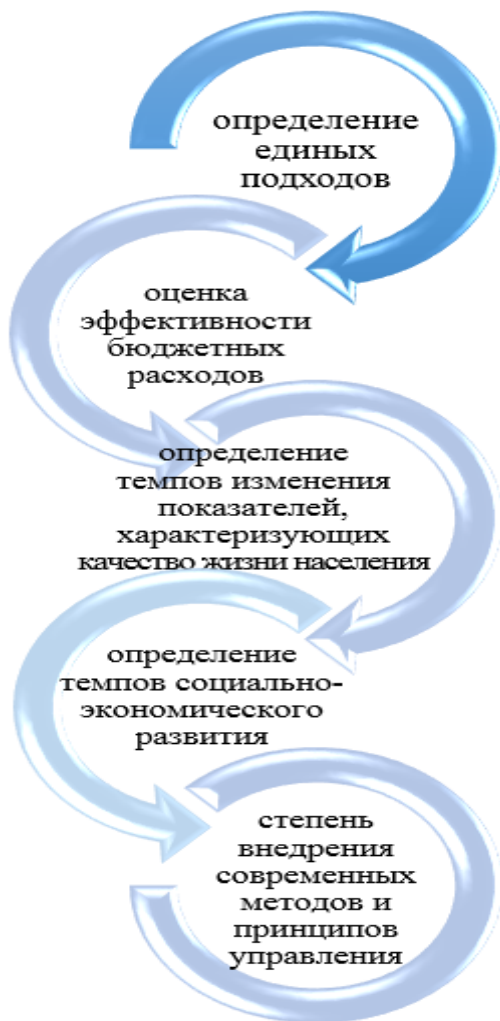 определение
единых
подходов
оценка
эффективности
бюджетных
расходов
определение
темпов изменения
показателей,
характеризующих
качество жизни населения
определение
темпов социально-
экономического
развития
степень
внедрения
современных
методов и
принципов
управления